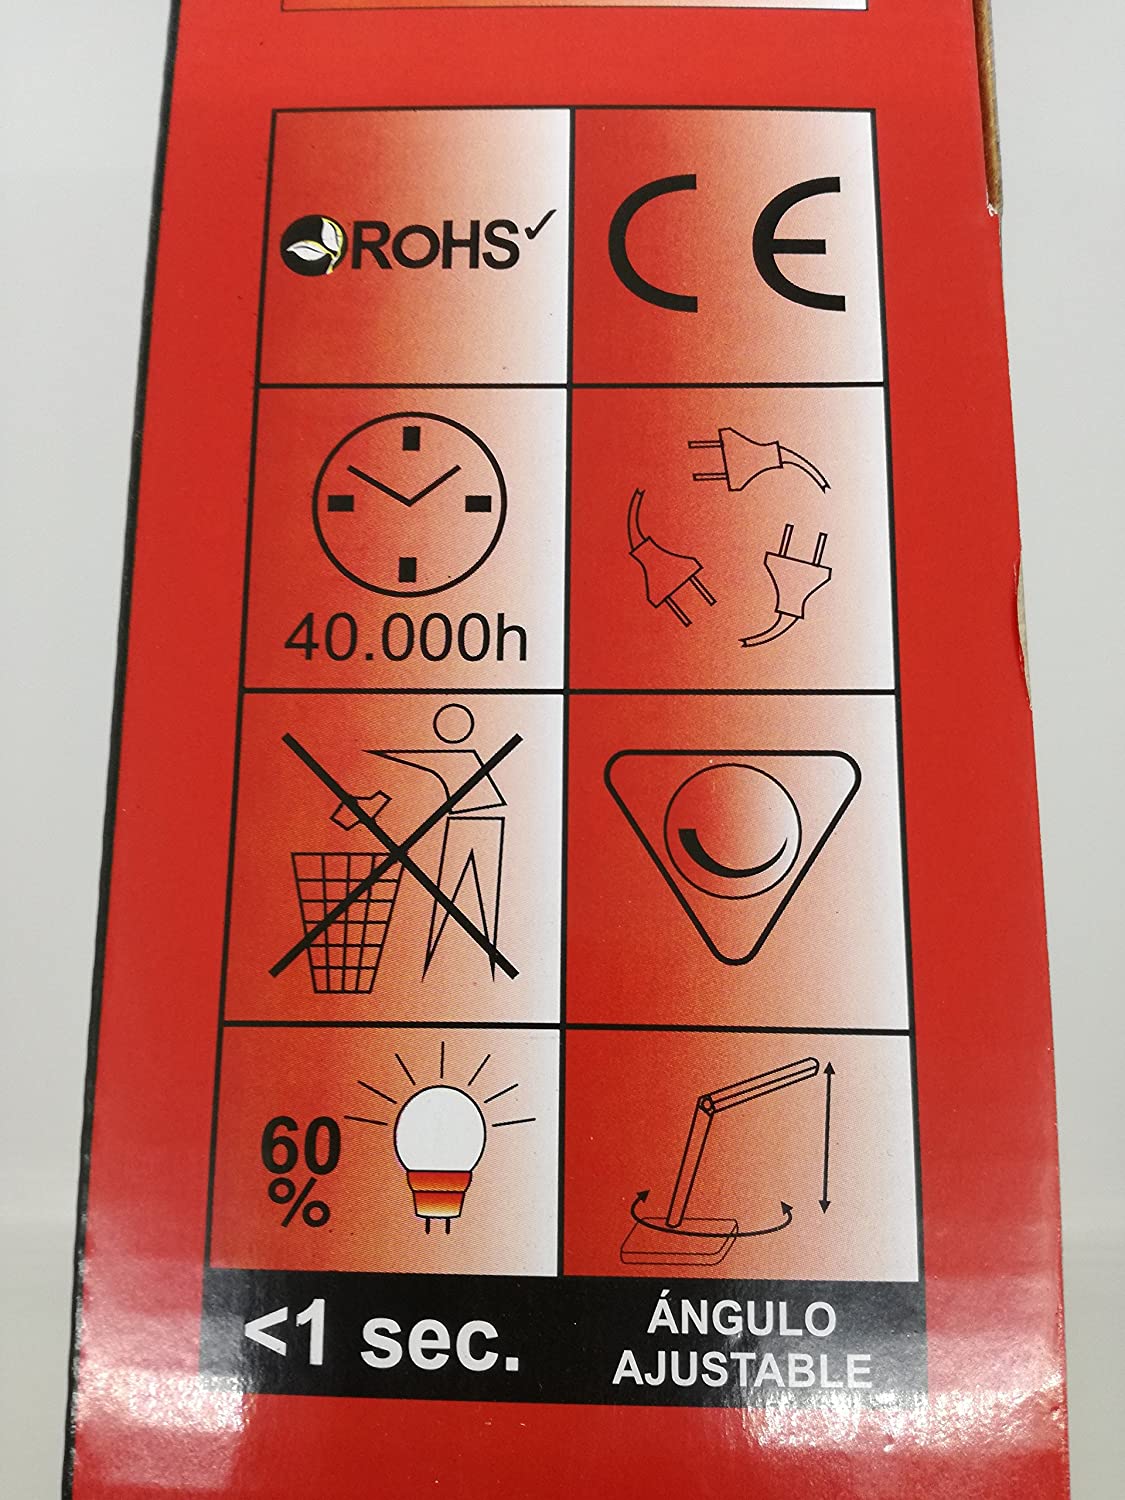 ROHS✓
CE
40.000h
60
%
<1 sec.
ÁNGULO
AJUSTABLE